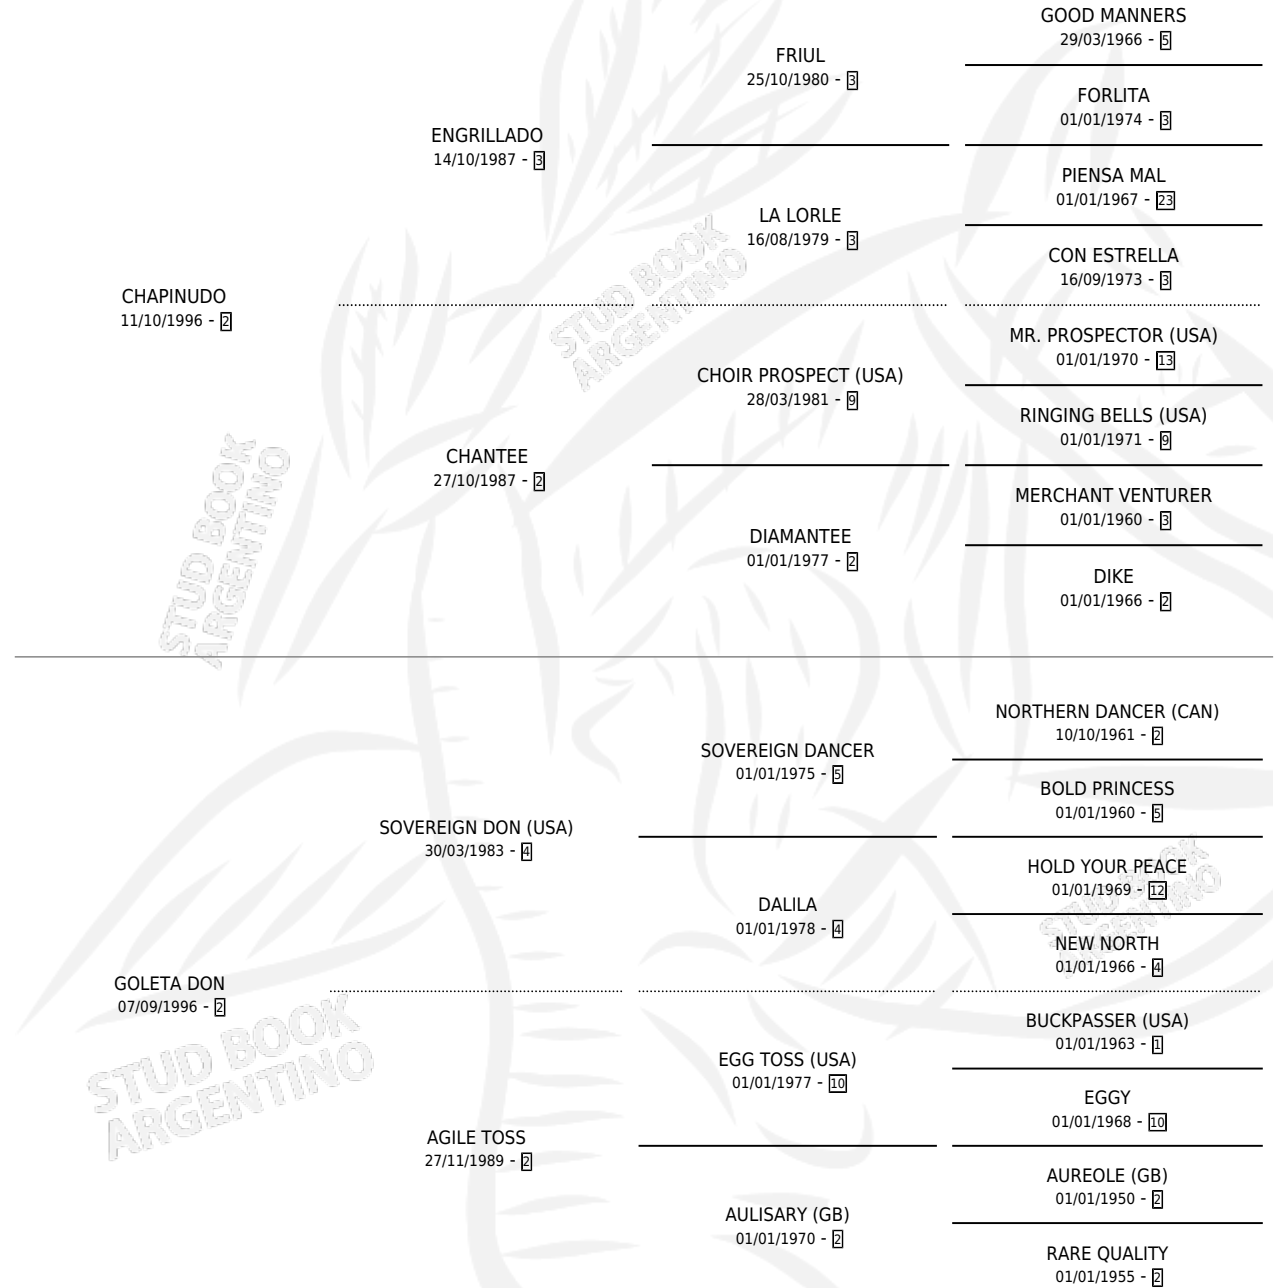 GOOD MANNERS
29/03/1966 - 5
FRIUL
25/10/1980 - 3
FORLITA
01/01/1974 - 3
ENGRILLADO
14/10/1987 - 3
PIENSA MAL
01/01/1967 - 23
LA LORLE
16/08/1979 - 3
CON ESTRELLA
16/09/1973 - 3
CHAPINUDO
11/10/1996 - 2
STUD BOOK
ARGENTINO
MR. PROSPECTOR (USA)
01/01/1970 - 13
CHOIR PROSPECT (USA)
28/03/1981 - 9
RINGING BELLS (USA)
01/01/1971 - 9
CHANTEE
27/10/1987 - 2
MERCHANT VENTURER
01/01/1960 - 3
DIAMANTEE
01/01/1977 - 2
DIKE
01/01/1966 - 2
STUD BOOK
ARGENTINO
NORTHERN DANCER (CAN)
10/10/1961 - 2
SOVEREIGN DANCER
01/01/1975 - 5
BOLD PRINCESS
01/01/1960 - 5
SOVEREIGN DON (USA)
30/03/1983 - 4
HOLD YOUR PEACE
01/01/1969 - 12
DALILA
01/01/1978 - 4
NEW NORTH
01/01/1966 - 4
STUD BOOK
ARGENTINO
GOLETA DON
07/09/1996 - 2
BUCKPASSER (USA)
01/01/1963 - 1
EGG TOSS (USA)
01/01/1977 - 10
EGGY
01/01/1968 - 10
STUD BOOK
ARGENTINO
AGILE TOSS
27/11/1989 - 2
AUREOLE (GB)
01/01/1950 - 2
AULISARY (GB)
01/01/1970 - 2
RARE QUALITY
01/01/1955 - 2